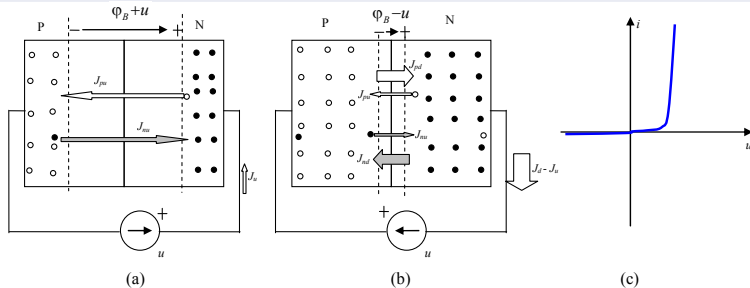 φB+u
P − + N
Jpu
Jnu
Ju
+
u
(a)
φB−u
P − + N
Jpd
Jpu
Jnu
Jnd
Jd - Ju
+
u
(b)
i
u
(c)